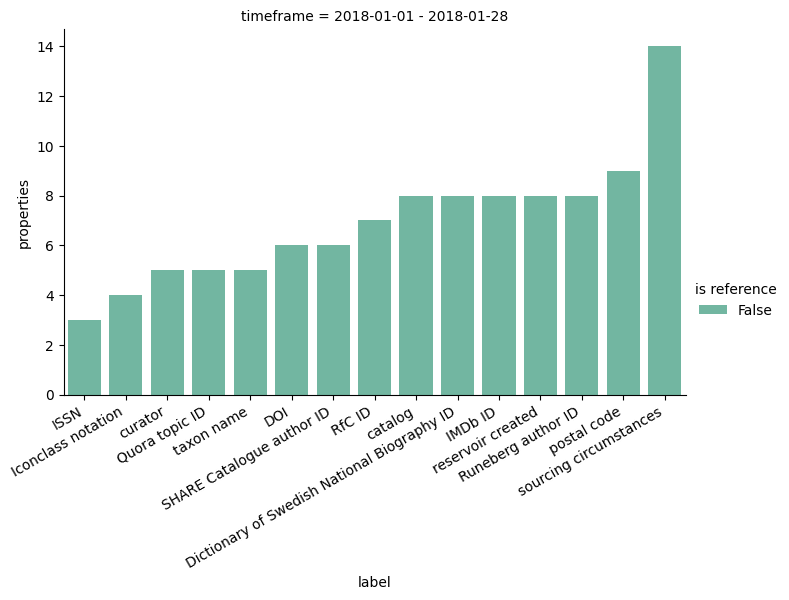 timeframe = 2018-01-01 - 2018-01-28
14
12
10
8
6
4
2
0
properties
ISSN
Iconclass notation
curator
Quora topic ID
taxon name
DOI
SHARE Catalogue author ID
RfC ID
catalog
Dictionary of Swedish National Biography ID
IMDb ID
reservoir created
Runeberg author ID
postal code
sourcing circumstances
label
is reference
False